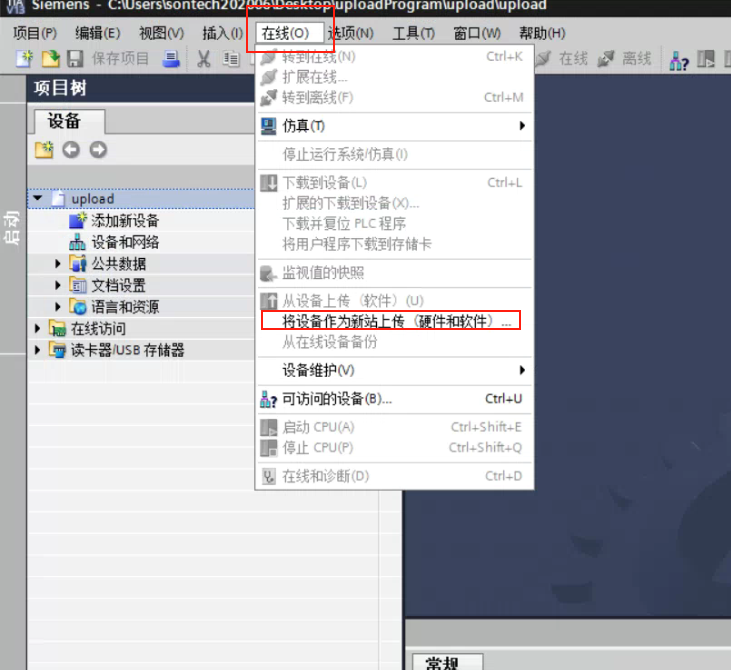 Siemens - C:\Users\sontech202006\Desktop\uploadProgram\upload\upload
项目(P) 编辑(E) 视图(V) 插入(I) 在线(O) 选项(N) 工具(T) 窗口(W) 帮助(H)
保存项目 在线 离线
项目树
设备
启动
upload
添加新设备
设备和网络
公共数据
文档设置
语言和资源
在线访问
读卡器/USB 存储器
转到在线(N) Ctrl+K
扩展在线...
转到离线(F) Ctrl+M
仿真(T)
停止运行系统/仿真(I)
下载到设备(L) Ctrl+L
扩展的下载到设备(X)...
下载并复位 PLC 程序
将用户程序下载到存储卡
监视值的快照
从设备上传（软件）(U)
将设备作为新站上传（硬件和软件）...
从在线设备备份
设备维护(V)
可访问的设备(B)... Ctrl+U
启动 CPU(A) Ctrl+Shift+E
停止 CPU(P) Ctrl+Shift+Q
在线和诊断(D) Ctrl+D
常规